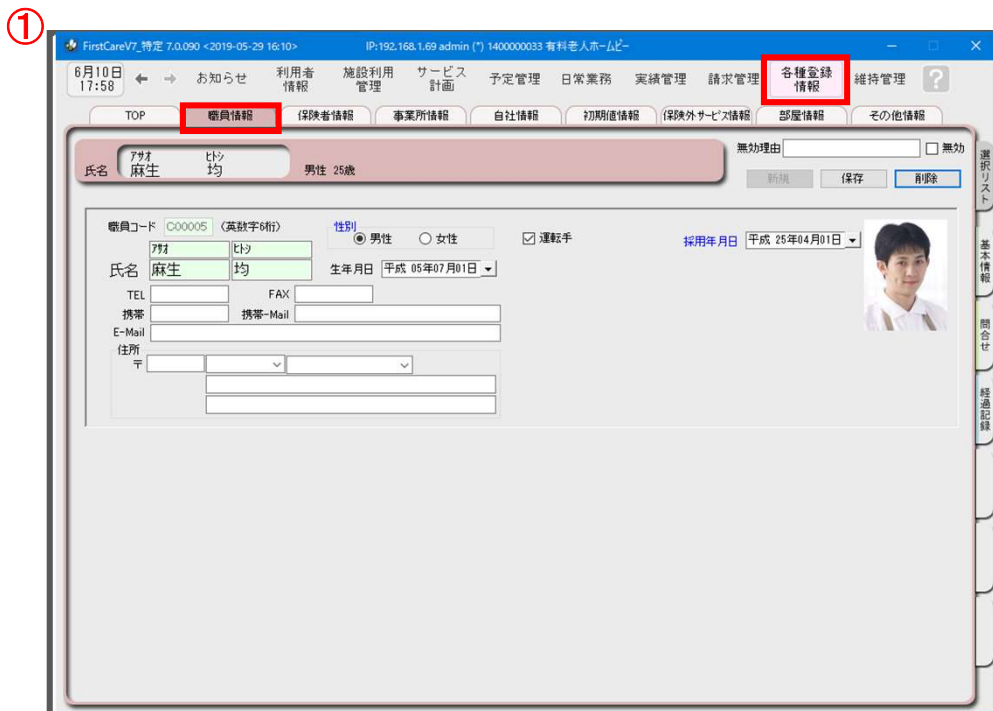 ①
FirstCareV7_特定 7.0.090 <2019-05-29 16:10> IP:192.168.1.69 admin (*) 1400000033 有料老人ホームピー
6月10日
17:58
← → お知らせ 利用者情報 施設利用管理 サービス計画 予定管理 日常業務 実績管理 請求管理 各種登録情報 維持管理 ?
TOP 職員情報 保険者情報 事業所情報 自社情報 初期値情報 保険外サービス情報 部屋情報 その他情報
無効理由 無効
アサオ ヒトシ
氏名 麻生 均 男性 25歳
新規 保存 削除
職員コード C00005 (英数字6桁) 性別 男性 女性 運転手 採用年月日 平成 25年04月01日
アサオ ヒトシ
氏名 麻生 均 生年月日 平成 05年07月01日
TEL FAX
携帯 携帯-Mail
E-Mail
住所
〒
選択リスト
基本情報
問合せ
経過記録